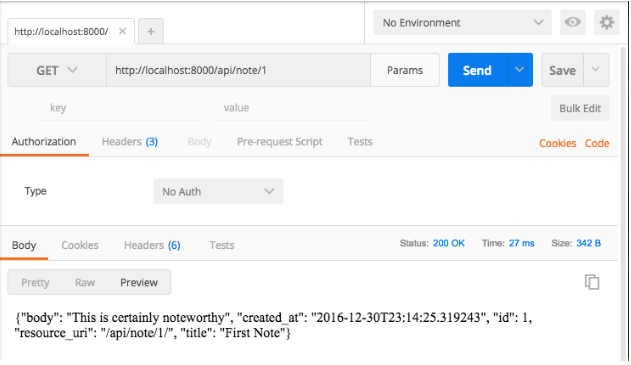 http://localhost:8000/ × +
No Environment
GET http://localhost:8000/api/note/1 Params Send Save
key value Bulk Edit
Authorization Headers (3) Body Pre-request Script Tests Cookies Code
Type No Auth
Body Cookies Headers (6) Tests Status: 200 OK Time: 27 ms Size: 342 B
Pretty Raw Preview
{"body": "This is certainly noteworthy", "created_at": "2016-12-30T23:14:25.319243", "id": 1,
"resource_uri": "/api/note/1/", "title": "First Note"}